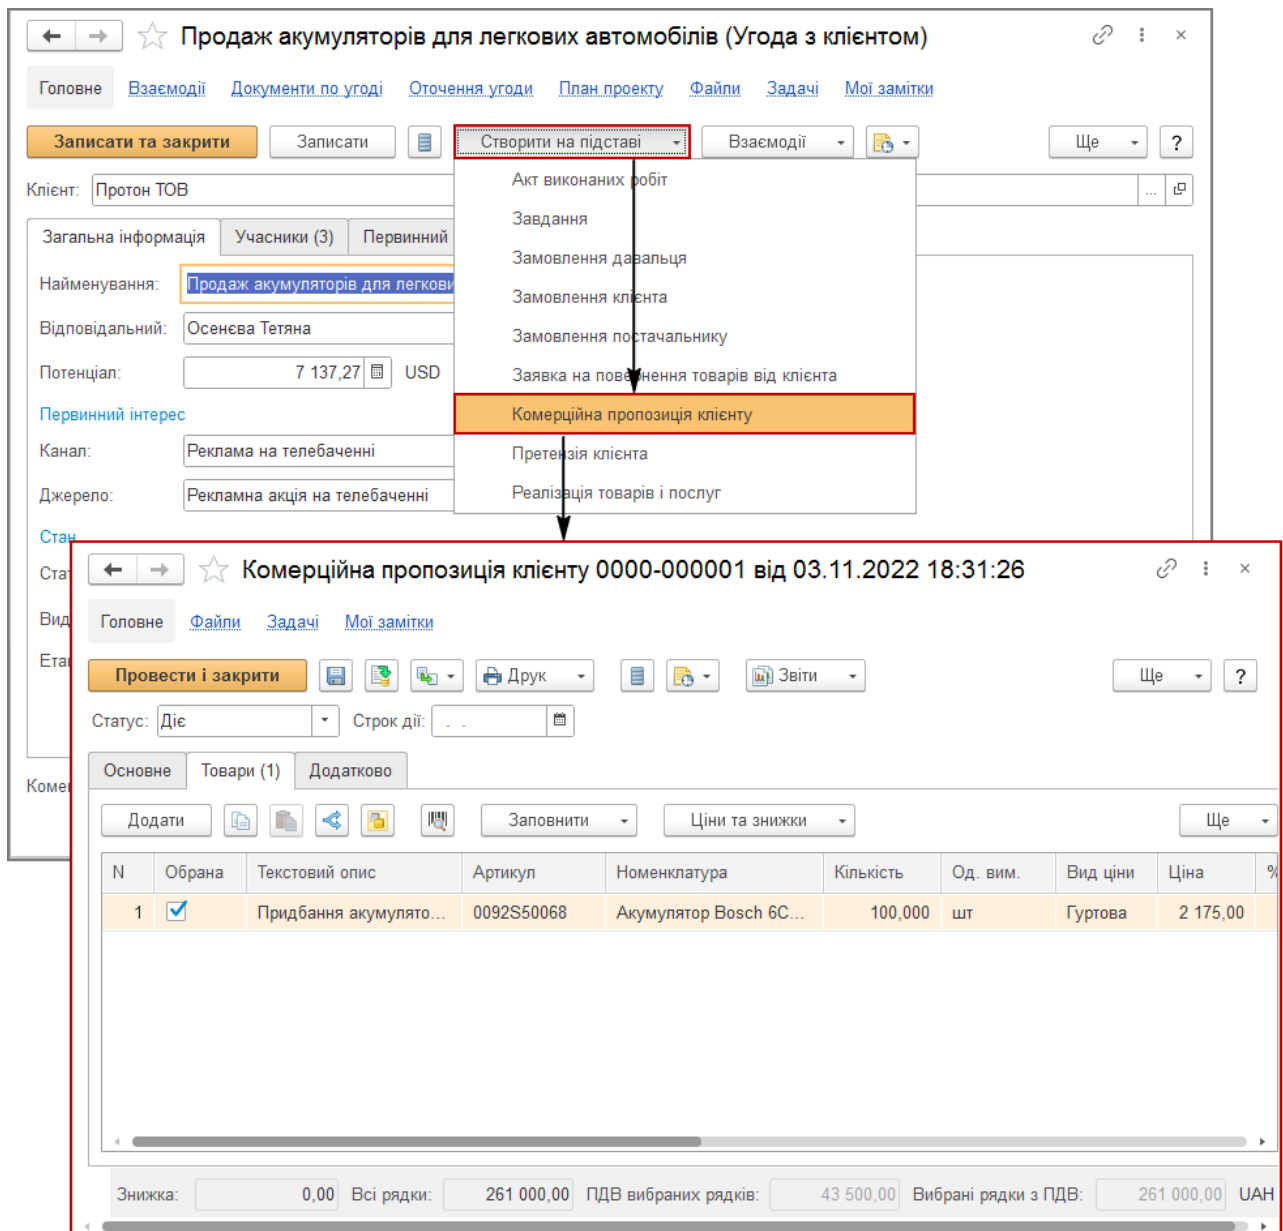 Продаж акумуляторів для легкових автомобілів (Угода з клієнтом)
Головне Взаємодії Документи по угоді Оточення угоди План проекту Файли Задачі Мої замітки
Записати та закрити Записати Створити на підставі Взаємодії Ще ?
Клієнт: Протон ТОВ
Акт виконаних робіт
Завдання
Замовлення давальця
Замовлення клієнта
Замовлення постачальнику
Заявка на повернення товарів від клієнта
Комерційна пропозиція клієнту
Претензія клієнта
Реалізація товарів і послуг
Загальна інформація Учасники (3) Первинний
Найменування: Продаж акумуляторів для легкови
Відповідальний: Осенєва Тетяна
Потенціал: 7 137,27 USD
Первинний інтерес
Канал: Реклама на телебаченні
Джерело: Рекламна акція на телебаченні
Стан
Стат
Вид
Етап
Комен
Комерційна пропозиція клієнту 0000-000001 від 03.11.2022 18:31:26
Головне Файли Задачі Мої замітки
Провести і закрити Друк Звіти Ще ?
Статус: Діє Строк дії: . .
Основне Товари (1) Додатково
Додати Заповнити Ціни та знижки Ще
N Обрана Текстовий опис Артикул Номенклатура Кількість Од. вим. Вид ціни Ціна %
1 Придбання акумулято... 0092S50068 Акумулятор Bosch 6С... 100,000 шт Гуртова 2 175,00
Знижка: 0,00 Всі рядки: 261 000,00 ПДВ вибраних рядків: 43 500,00 Вибрані рядки з ПДВ: 261 000,00 UAH